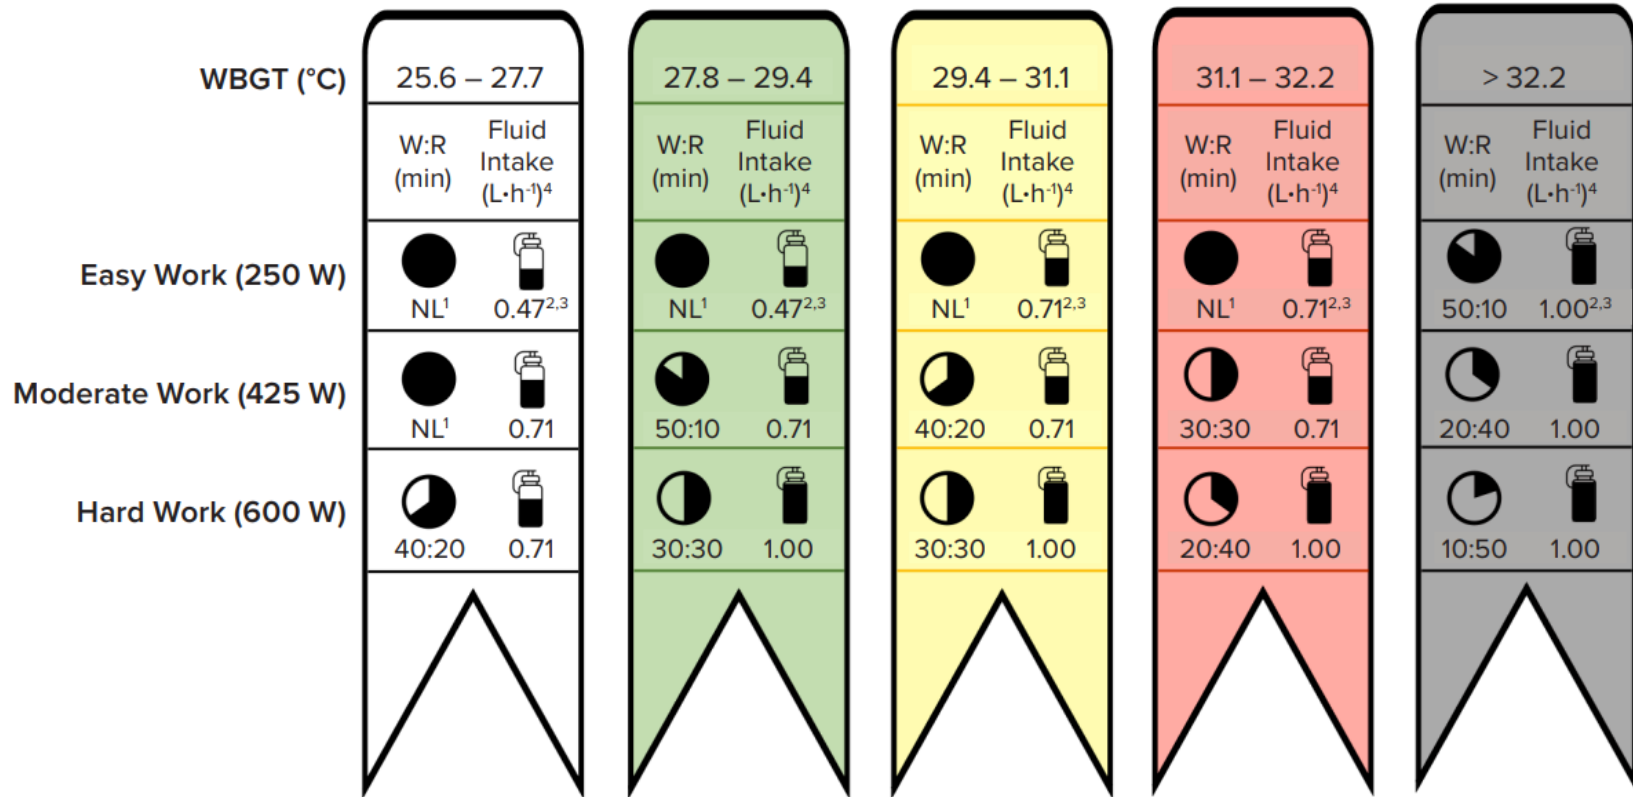 WBGT (°C) 25.6 – 27.7 27.8 – 29.4 29.4 – 31.1 31.1 – 32.2 > 32.2
W:R (min) Fluid Intake (L•h⁻¹)⁴ W:R (min) Fluid Intake (L•h⁻¹)⁴ W:R (min) Fluid Intake (L•h⁻¹)⁴ W:R (min) Fluid Intake (L•h⁻¹)⁴ W:R (min) Fluid Intake (L•h⁻¹)⁴
Easy Work (250 W) NL¹ 0.47²,³ NL¹ 0.47²,³ NL¹ 0.71²,³ NL¹ 0.71²,³ 50:10 1.00²,³
Moderate Work (425 W) NL¹ 0.71 50:10 0.71 40:20 0.71 30:30 0.71 20:40 1.00
Hard Work (600 W) 40:20 0.71 30:30 1.00 30:30 1.00 20:40 1.00 10:50 1.00